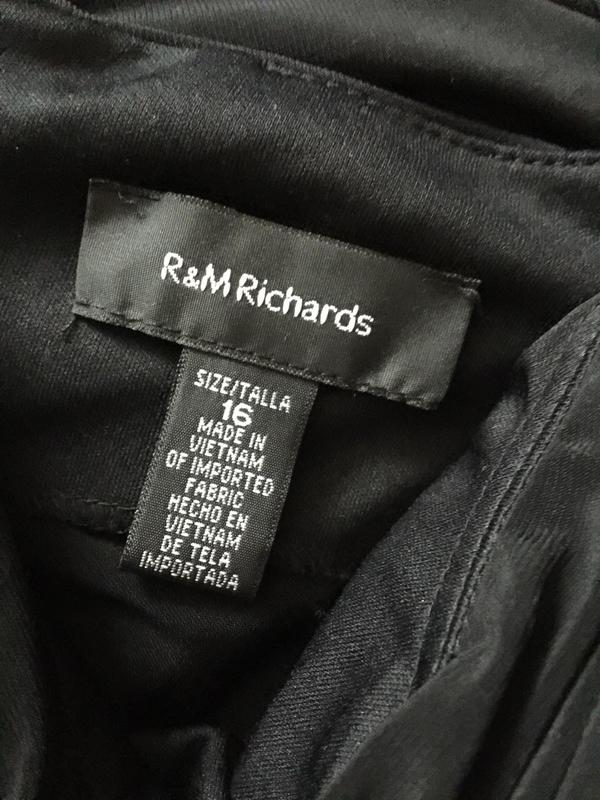 R&M Richards
SIZE/TALLA
16
MADE IN
VIETNAM
OF IMPORTED
FABRIC
HECHO EN
VIETNAM
DE TELA
IMPORTADA